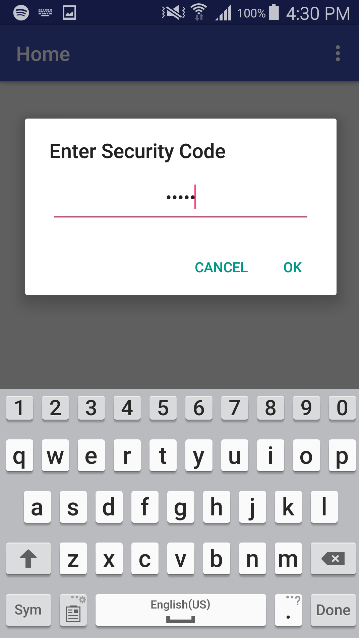 100% 4:30 PM
Home
Enter Security Code
•••••
CANCEL OK
1 2 3 4 5 6 7 8 9 0
q w e r t y u i o p
a s d f g h j k l
z x c v b n m
Sym English(US) ...? . Done